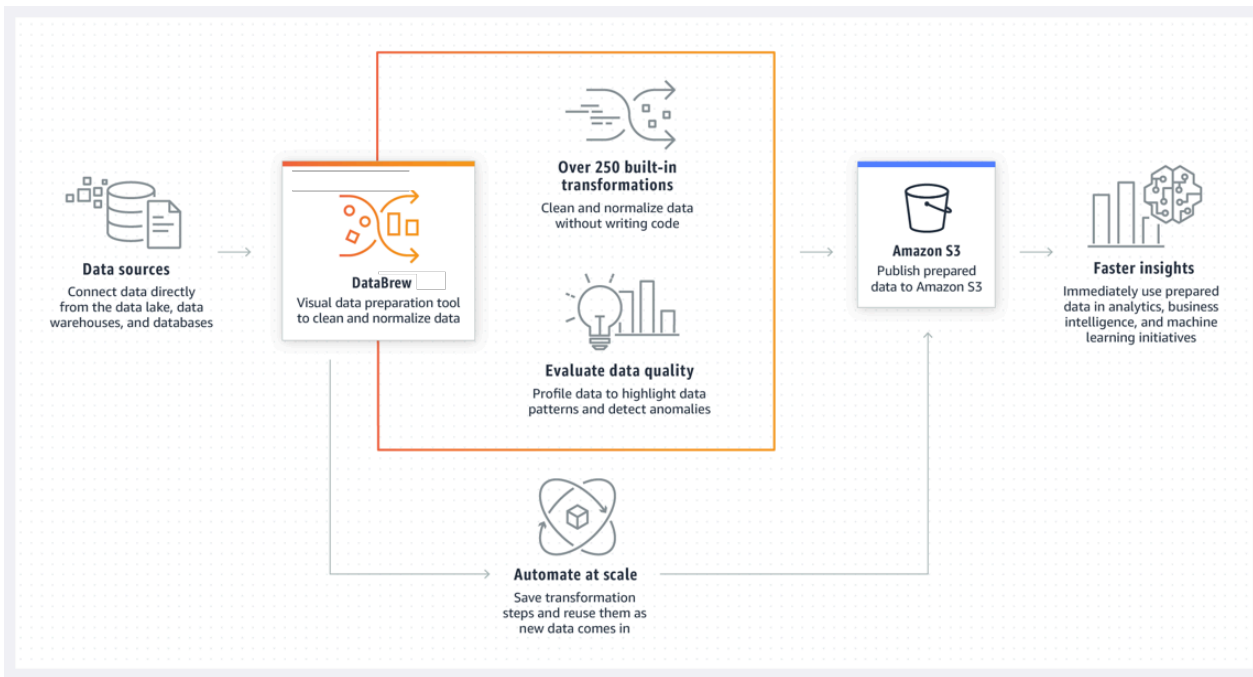 Over 250 built-in
transformations
Clean and normalize data
without writing code
Data sources
Connect data directly
from the data lake, data
warehouses, and databases
DataBrew
Visual data preparation tool
to clean and normalize data
Evaluate data quality
Profile data to highlight data
patterns and detect anomalies
Amazon S3
Publish prepared
data to Amazon S3
Faster insights
Immediately use prepared
data in analytics, business
intelligence, and machine
learning initiatives
Automate at scale
Save transformation
steps and reuse them as
new data comes in